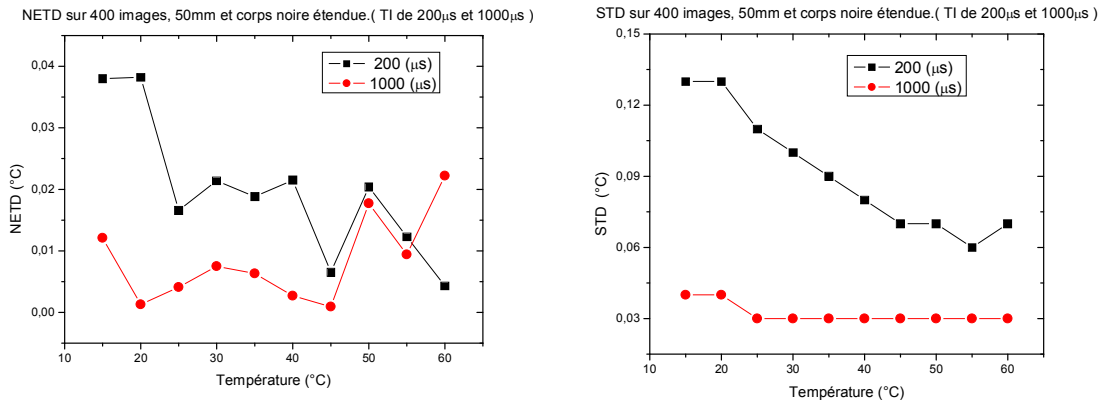 NETD sur 400 images, 50mm et corps noire étendue.( TI de 200µs et 1000µs )
0,04
0,03
0,02
0,01
0,00
NETD (°C)
200 (µs)
1000 (µs)
10
20
30
40
50
60
Température (°C)
STD sur 400 images, 50mm et corps noire étendue.( TI de 200µs et 1000µs )
0,15
0,12
0,09
0,06
0,03
STD (°C)
200 (µs)
1000 (µs)
10
20
30
40
50
60
Température (°C)